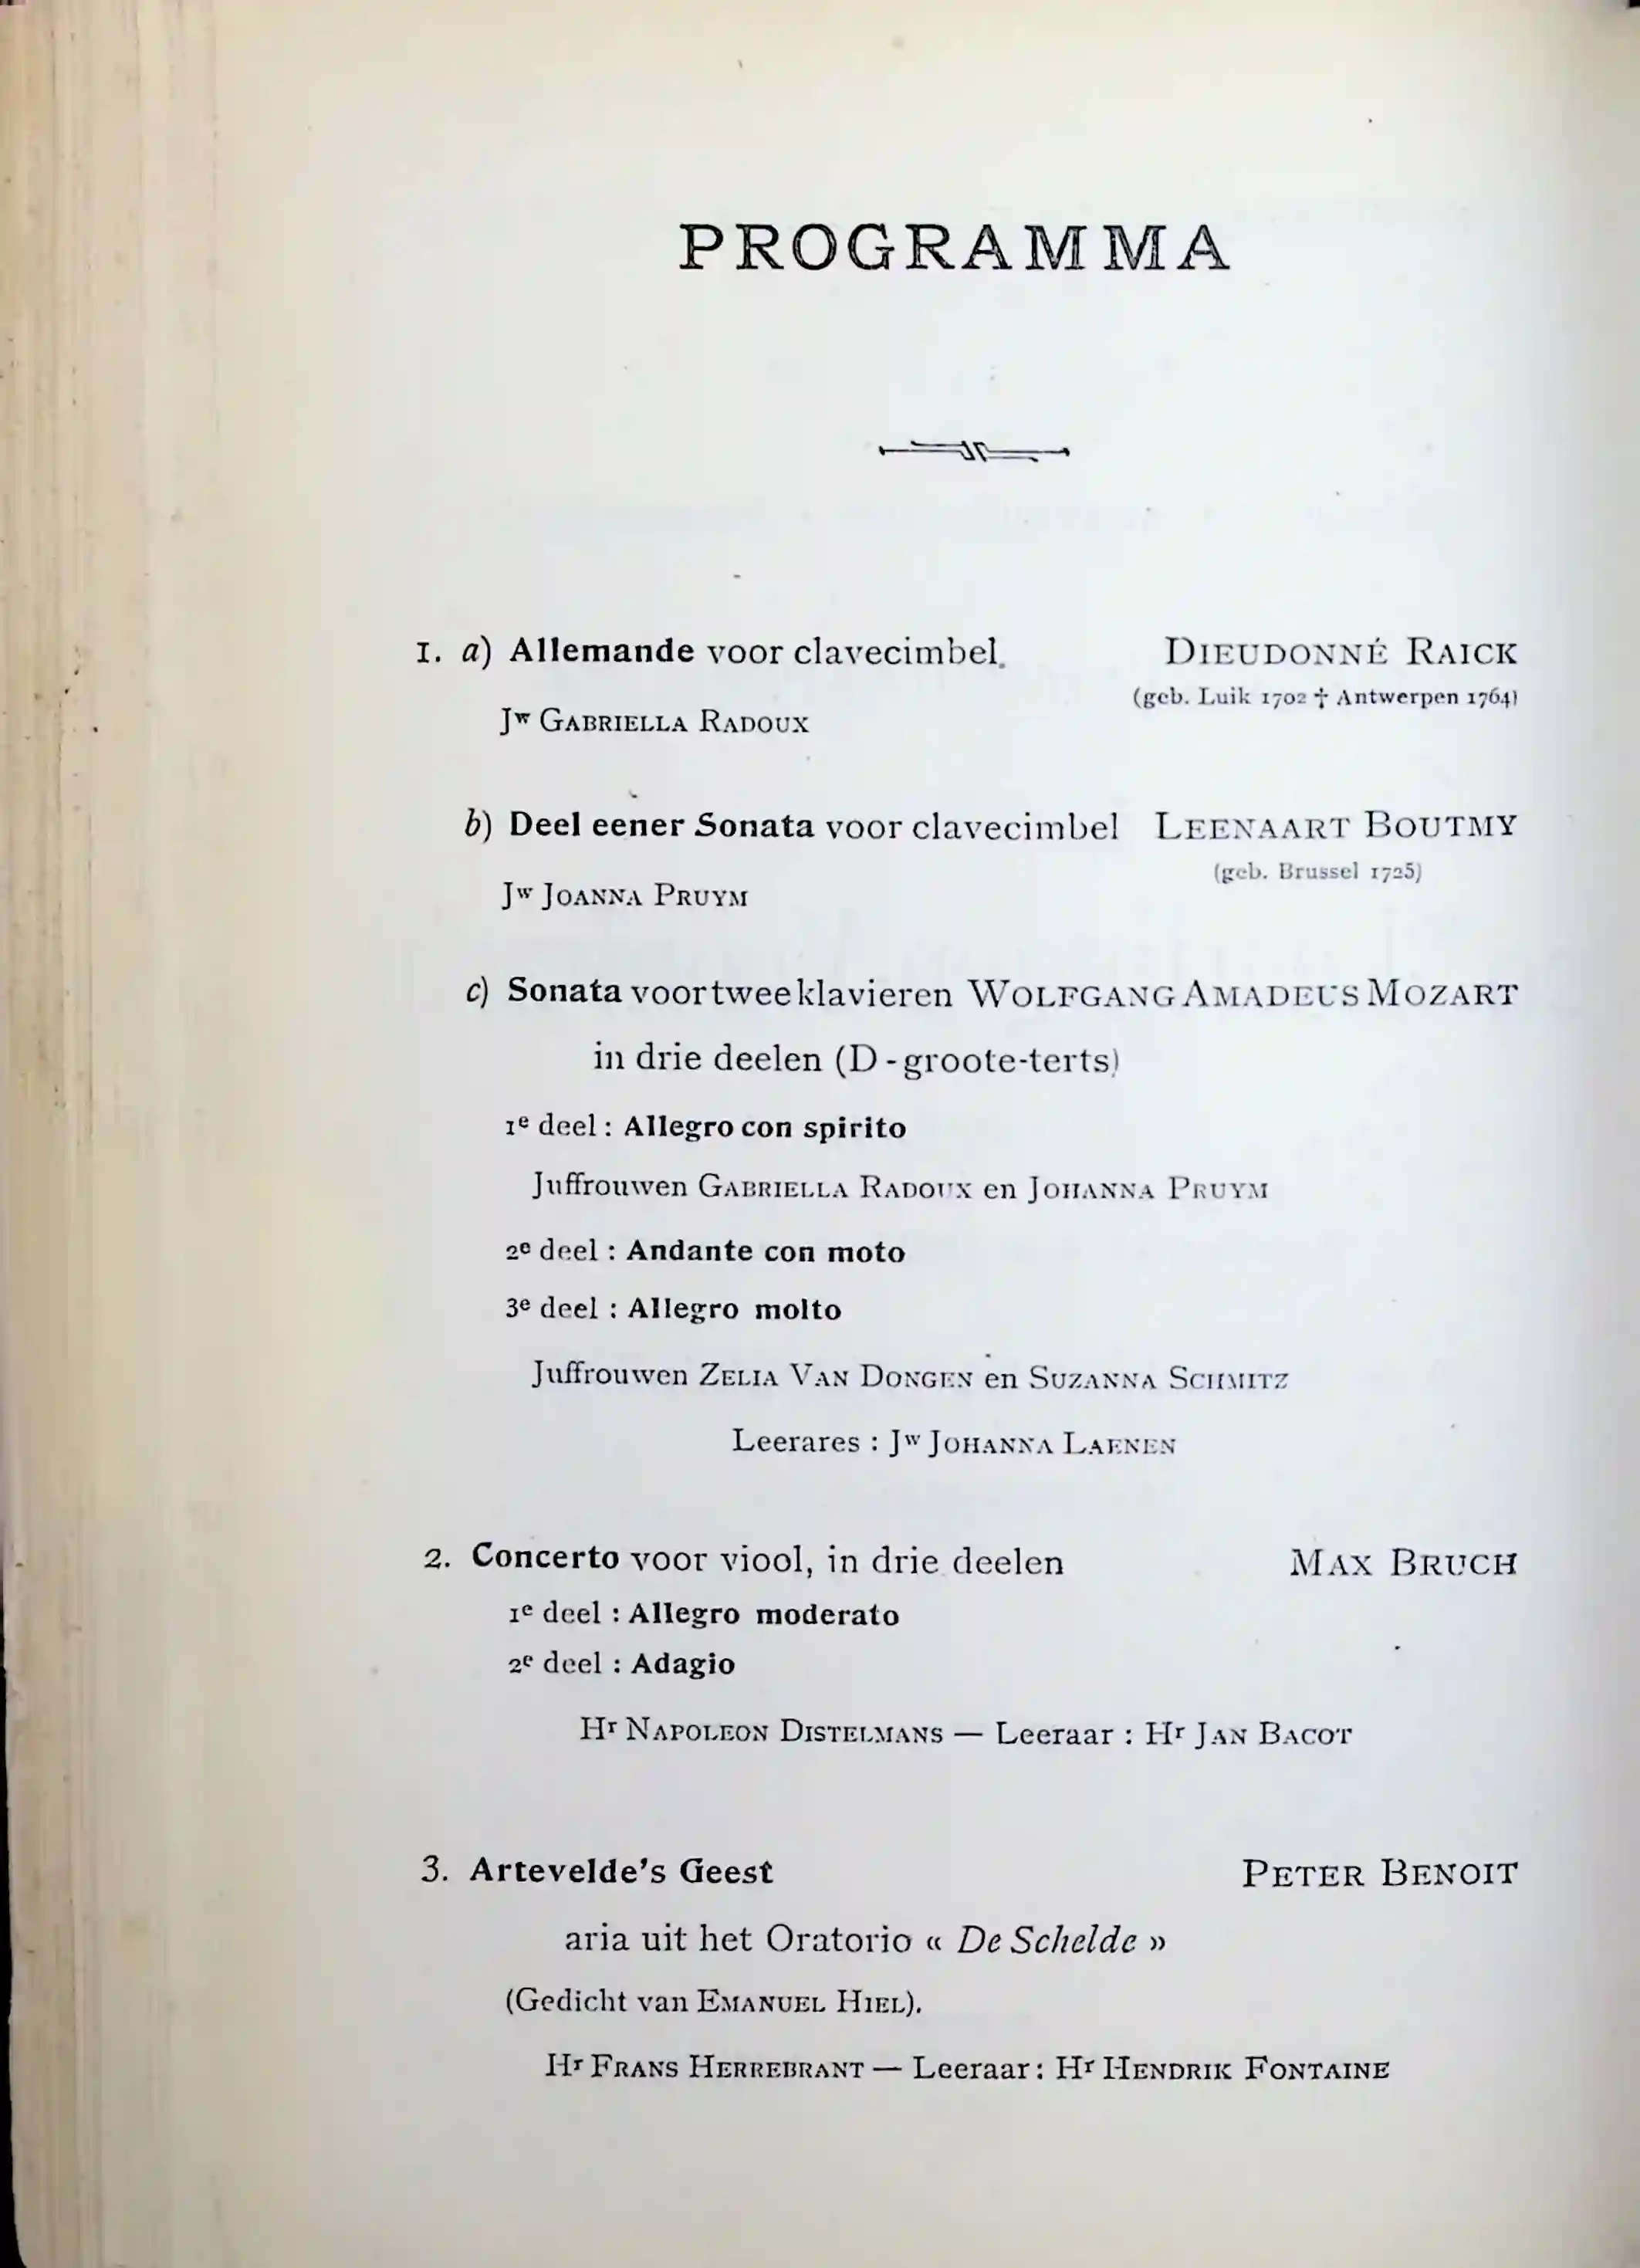 PROGRAMMA
1. a) Allemande voor clavecimbel. DIEUDONNÉ RAICK
(geb. Luik 1702 † Antwerpen 1764)
Jw GABRIELLA RADOUX
b) Deel eener Sonata voor clavecimbel LEENAART BOUTMY
(geb. Brussel 1725)
Jw JOANNA PRUYM
c) Sonata voor twee klavieren WOLFGANG AMADEUS MOZART
in drie deelen (D-groote-terts)
1e deel : Allegro con spirito
Juffrouwen GABRIELLA RADOUX en JOHANNA PRUYM
2e deel : Andante con moto
3e deel : Allegro molto
Juffrouwen ZELIA VAN DONGEN en SUZANNA SCHMITZ
Leerares : Jw JOHANNA LAENEN
2. Concerto voor viool, in drie deelen MAX BRUCH
1e deel : Allegro moderato
2e deel : Adagio
Hr NAPOLEON DISTELMANS — Leeraar : Hr JAN BACOT
3. Artevelde's Geest PETER BENOIT
aria uit het Oratorio « De Schelde »
(Gedicht van EMANUEL HIEL).
Hr FRANS HERREBRANT — Leeraar : Hr HENDRIK FONTAINE